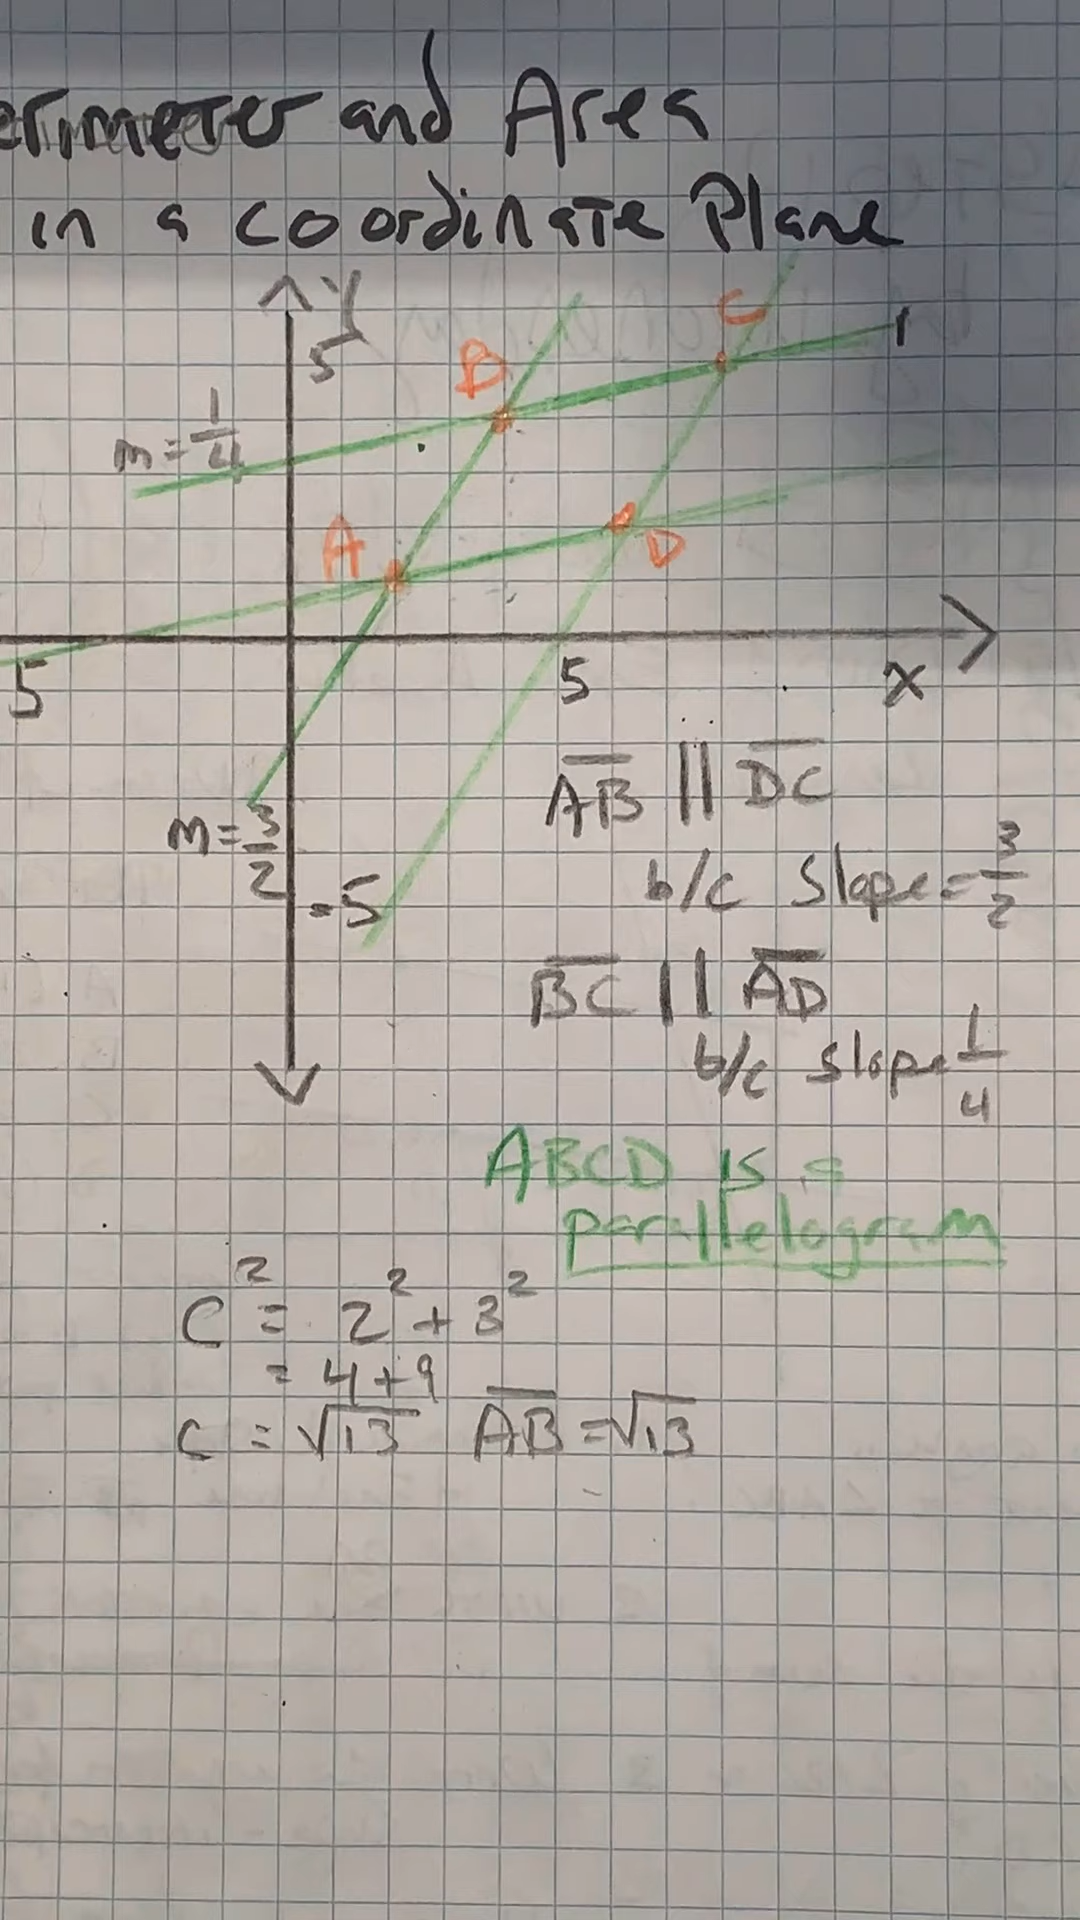 erimeter and Area
in a coordinate Plane
y
5
B
C
1
m = 1/4
A
D
5
5
x
m = 3/2
-5
AB || DC
b/c slope = 3/2
BC || AD
b/c slope 1/4
ABCD is a
parallelogram
C² = 2² + 3²
= 4+9
C = √13 AB = √13